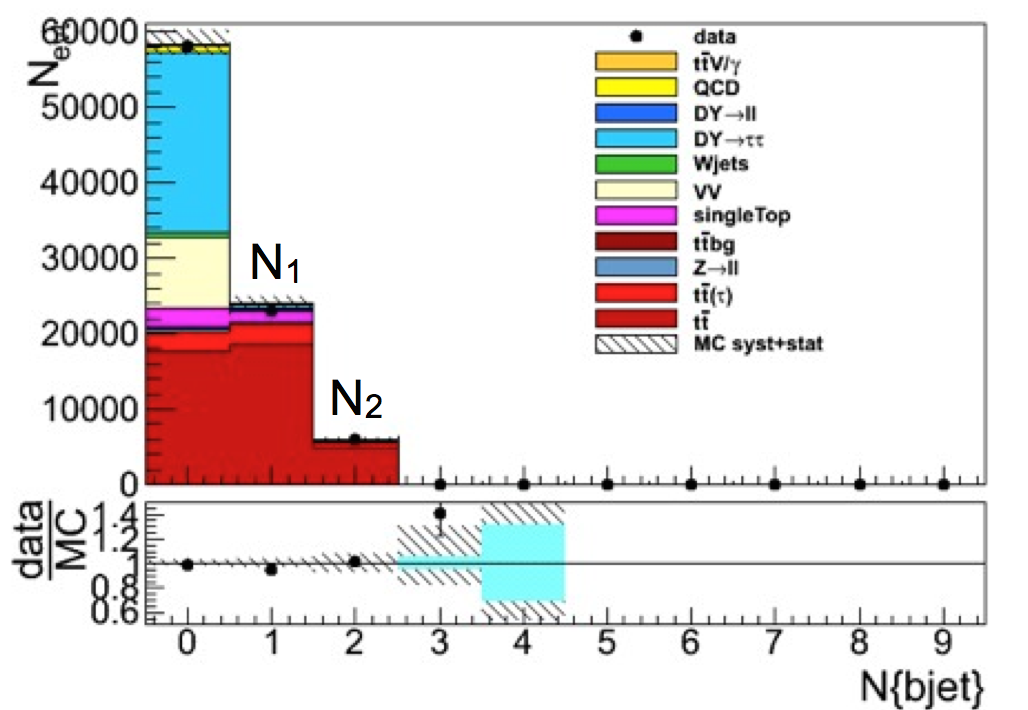 60000
50000
40000
30000
20000
10000
0
data
tt̄V/γ
QCD
DY→ll
DY→ττ
Wjets
VV
singleTop
tt̄bg
Z→ll
tt̄(τ)
tt̄
MC syst+stat
N₁
N₂
data
MC
1.4
1.2
1
0.8
0.6
0 1 2 3 4 5 6 7 8 9
N{bjet}